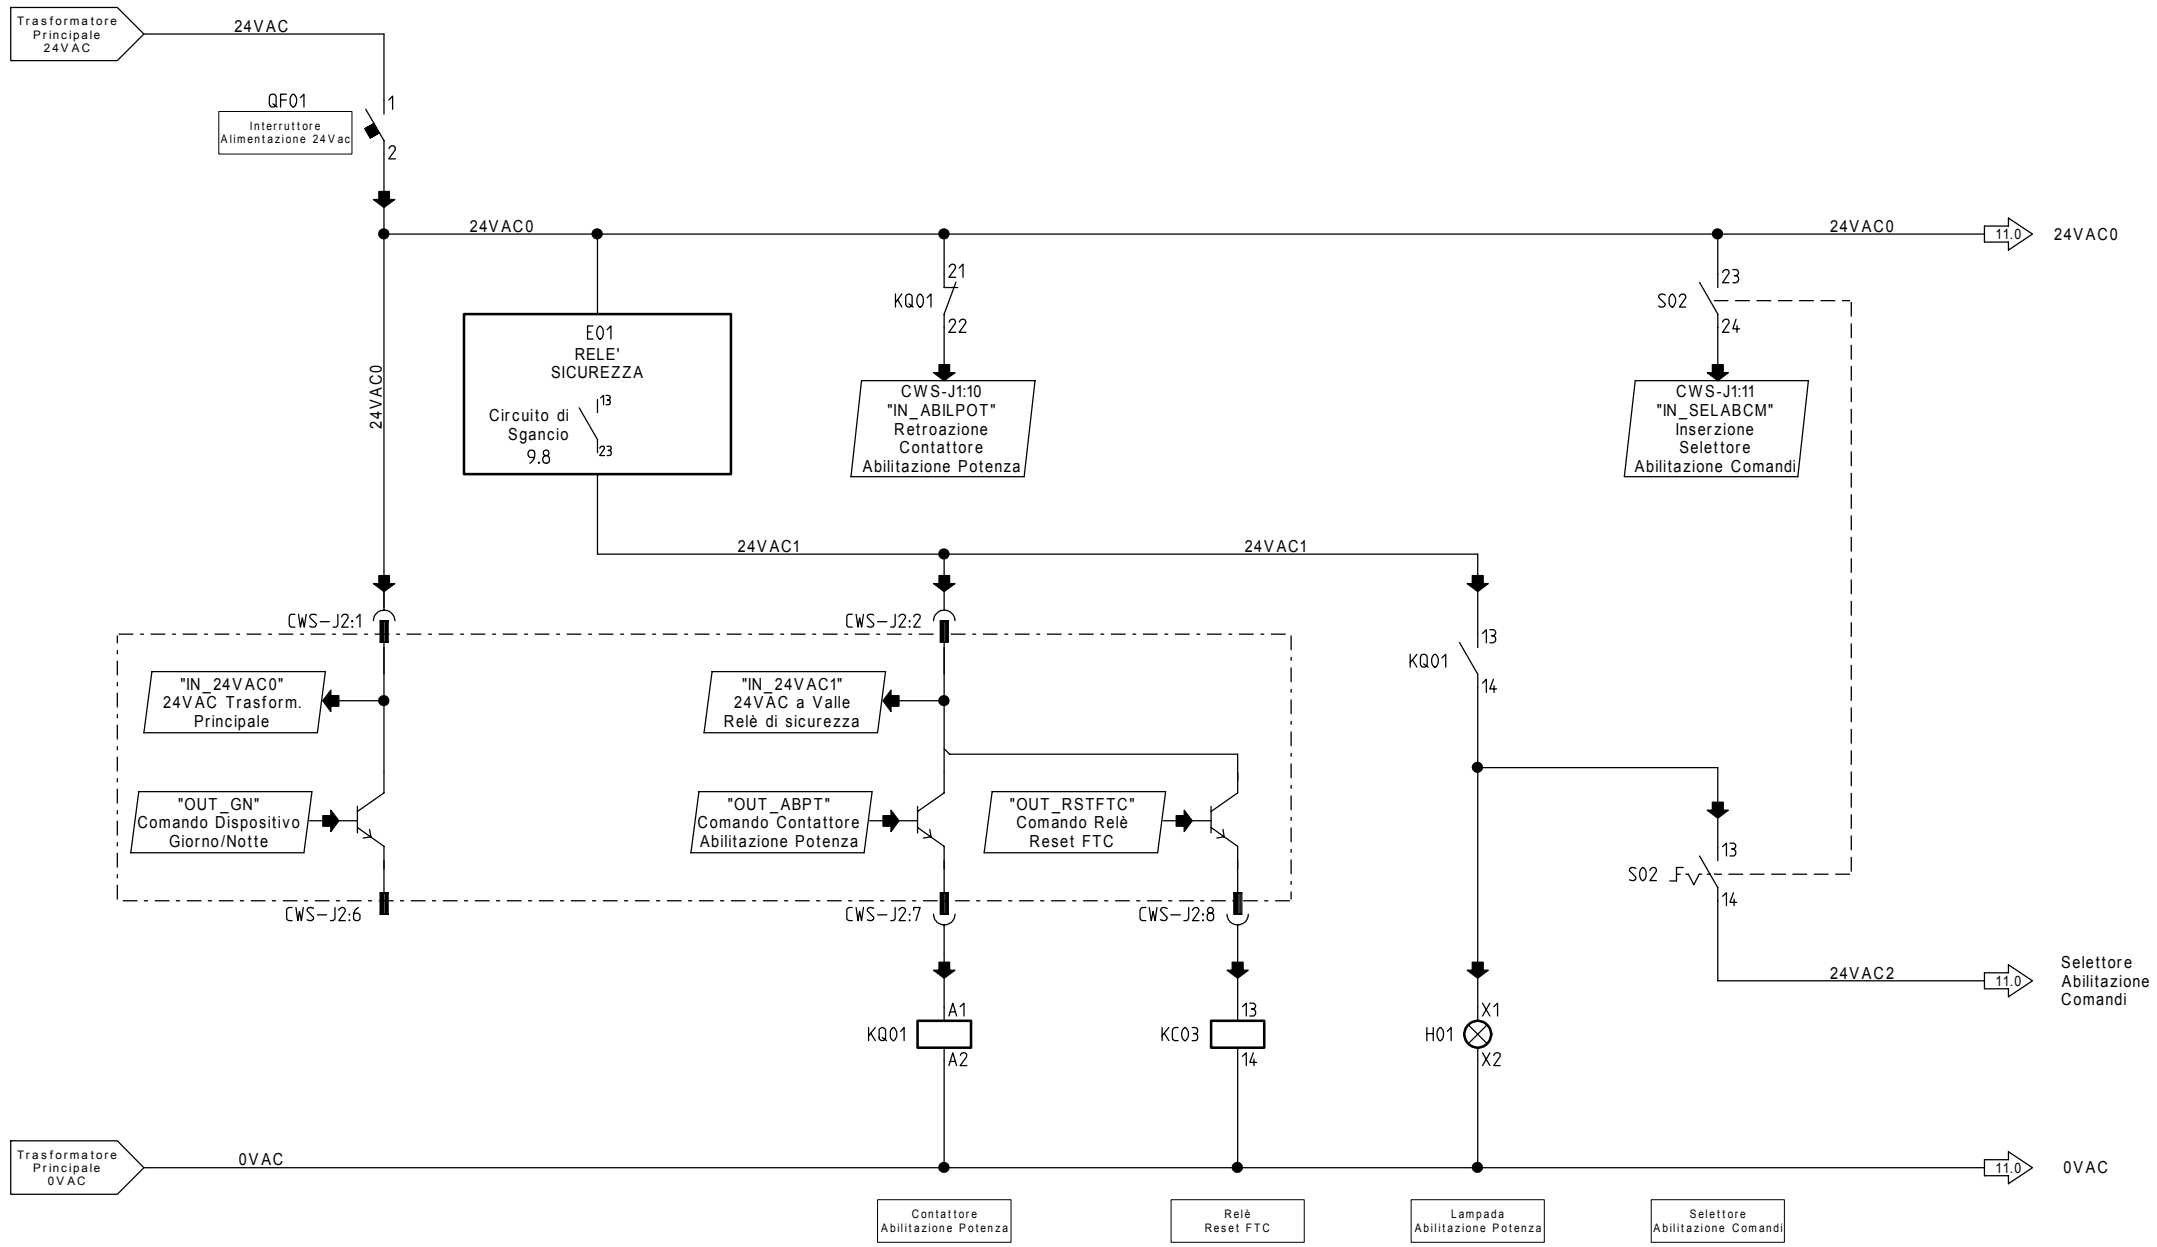 Trasformatore
Principale
24VAC
24VAC
QF01
Interruttore
Alimentazione 24Vac
1
2
24VAC0
24VAC0
11.0
24VAC0
24VAC0
E01
RELE'
SICUREZZA
Circuito di
Sgancio
9.8
13
23
21
KQ01
22
CWS-J1:10
"IN_ABILPOT"
Retroazione
Contattore
Abilitazione Potenza
23
S02
24
CWS-J1:11
"IN_SELABCM"
Inserzione
Selettore
Abilitazione Comandi
24VAC1
24VAC1
CWS-J2:1
CWS-J2:2
13
KQ01
14
"IN_24VAC0"
24VAC Trasform.
Principale
"IN_24VAC1"
24VAC a Valle
Relè di sicurezza
"OUT_GN"
Comando Dispositivo
Giorno/Notte
"OUT_ABPT"
Comando Contattore
Abilitazione Potenza
"OUT_RSTFTC"
Comando Relè
Reset FTC
13
S02
14
CWS-J2:6
CWS-J2:7
CWS-J2:8
24VAC2
11.0
Selettore
Abilitazione
Comandi
A1
KQ01
A2
13
KC03
14
X1
H01
X2
Trasformatore
Principale
0VAC
0VAC
11.0
0VAC
Contattore
Abilitazione Potenza
Relè
Reset FTC
Lampada
Abilitazione Potenza
Selettore
Abilitazione Comandi